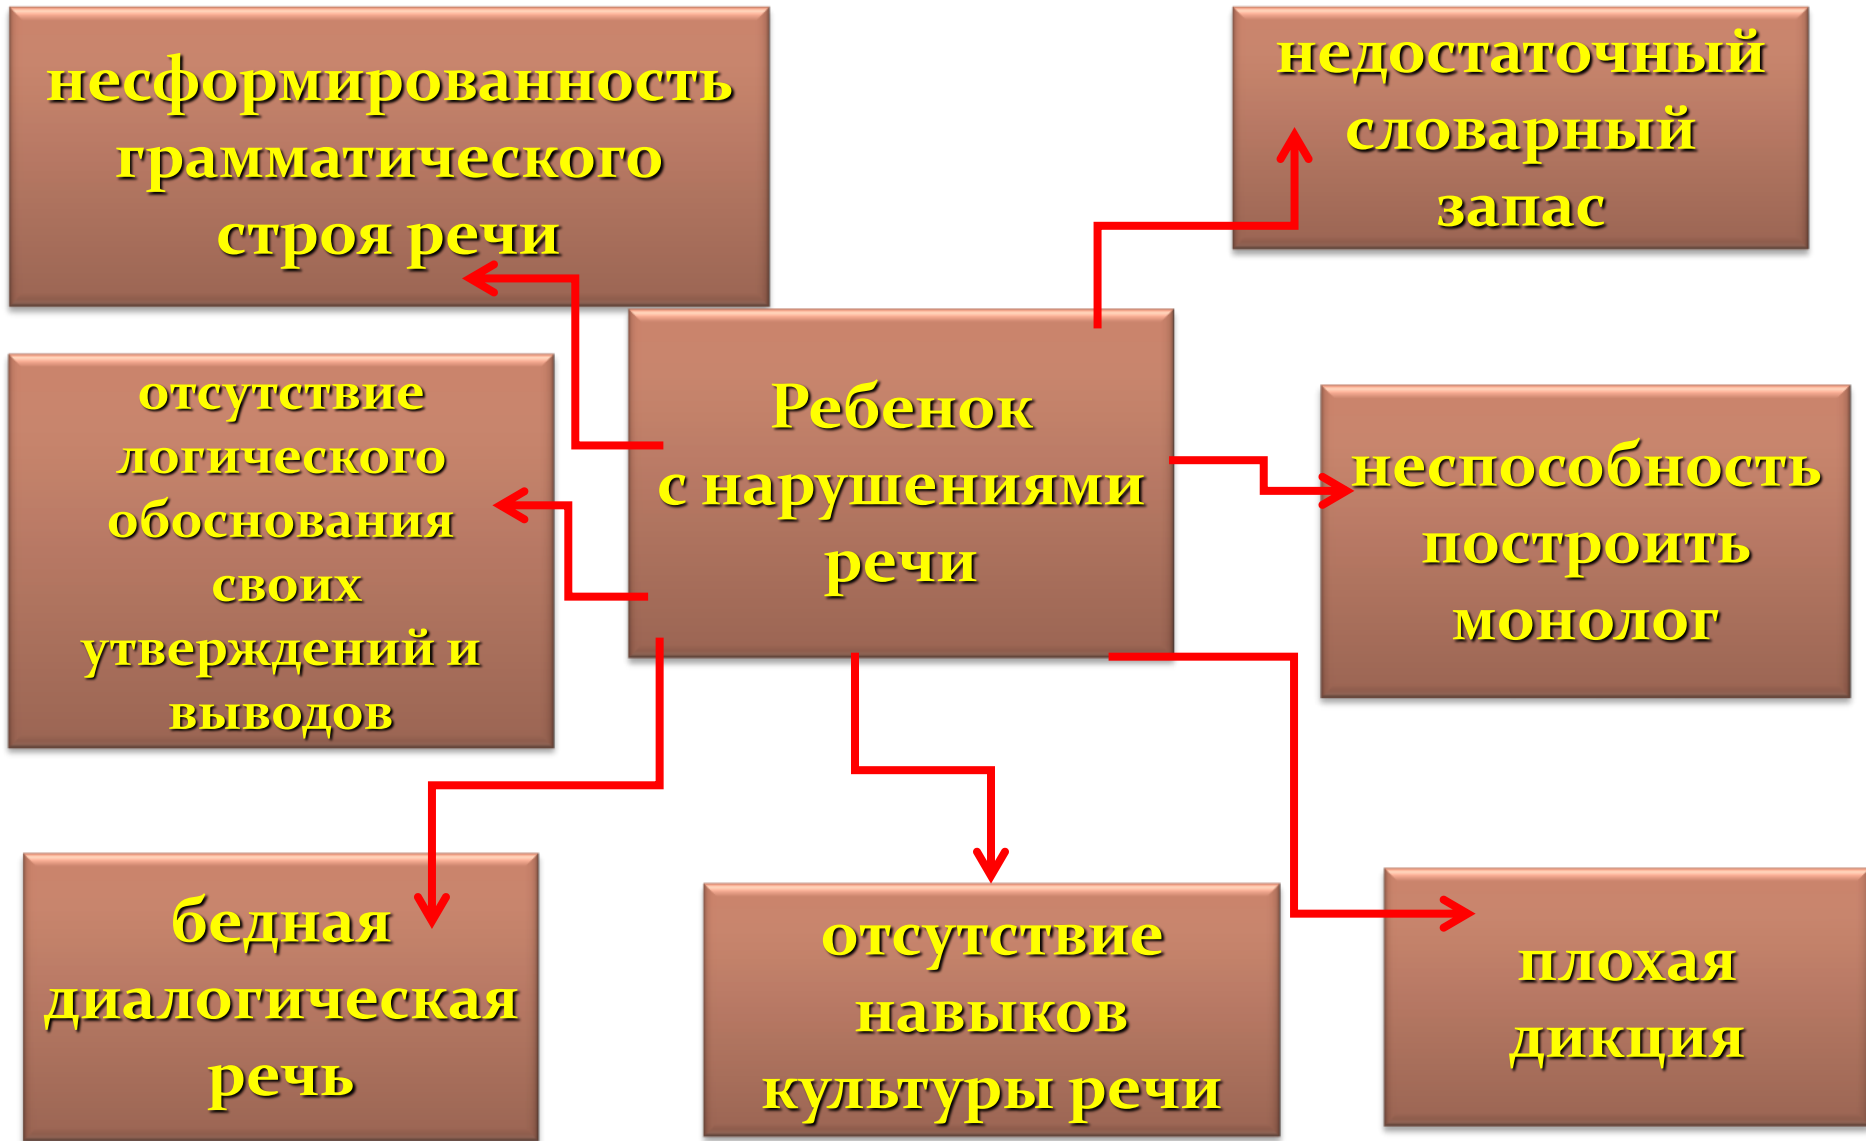 несформированность
грамматического
строя речи
недостаточный
словарный
запас
отсутствие
логического
обоснования
своих
утверждений и
выводов
Ребенок
с нарушениями
речи
неспособность
построить
монолог
бедная
диалогическая
речь
отсутствие
навыков
культуры речи
плохая
дикция